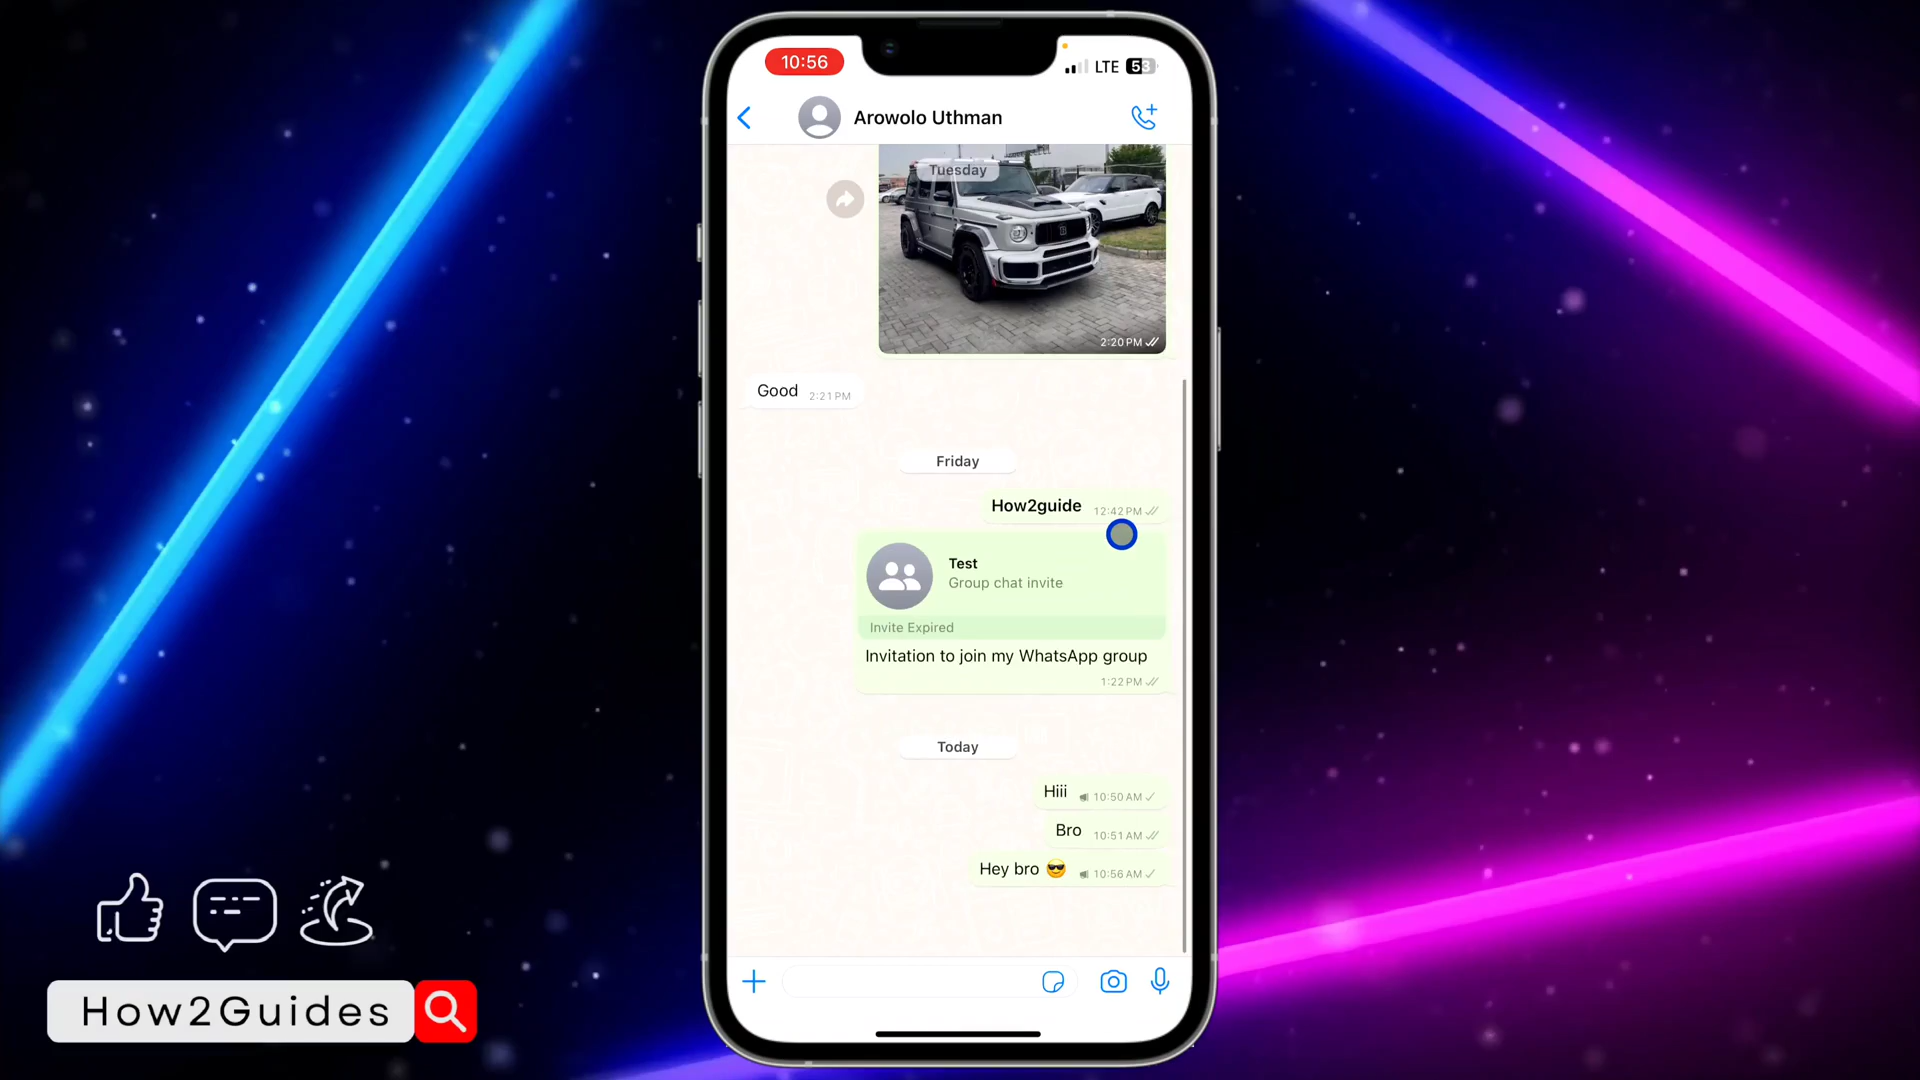 10:56
LTE 53
Arowolo Uthman
Tuesday
2:20 PM
Good 2:21 PM
Friday
How2guide 12:42 PM
Test
Group chat invite
Invite Expired
Invitation to join my WhatsApp group
1:22 PM
Today
Hiii 10:50 AM
Bro 10:51 AM
Hey bro 😎 10:56 AM
How2Guides